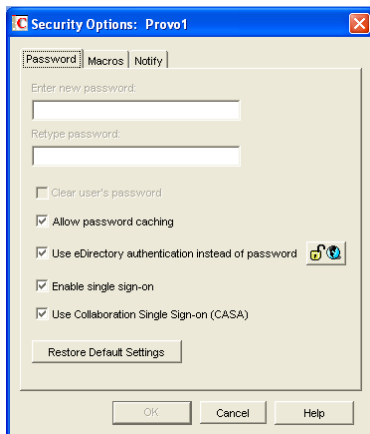 Security Options: Provo1
Password Macros Notify
Enter new password:
Retype password:
Clear user's password
Allow password caching
Use eDirectory authentication instead of password
Enable single sign-on
Use Collaboration Single Sign-on (CASA)
Restore Default Settings
OK Cancel Help